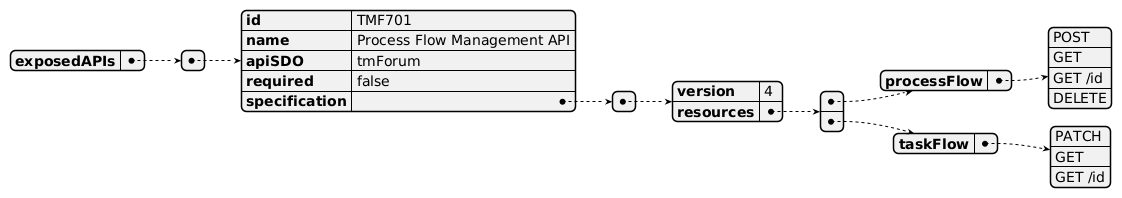 exposedAPIs
id TMF701
name Process Flow Management API
apiSDO tmForum
required false
specification
version 4
resources
processFlow
POST
GET
GET /id
DELETE
taskFlow
PATCH
GET
GET /id